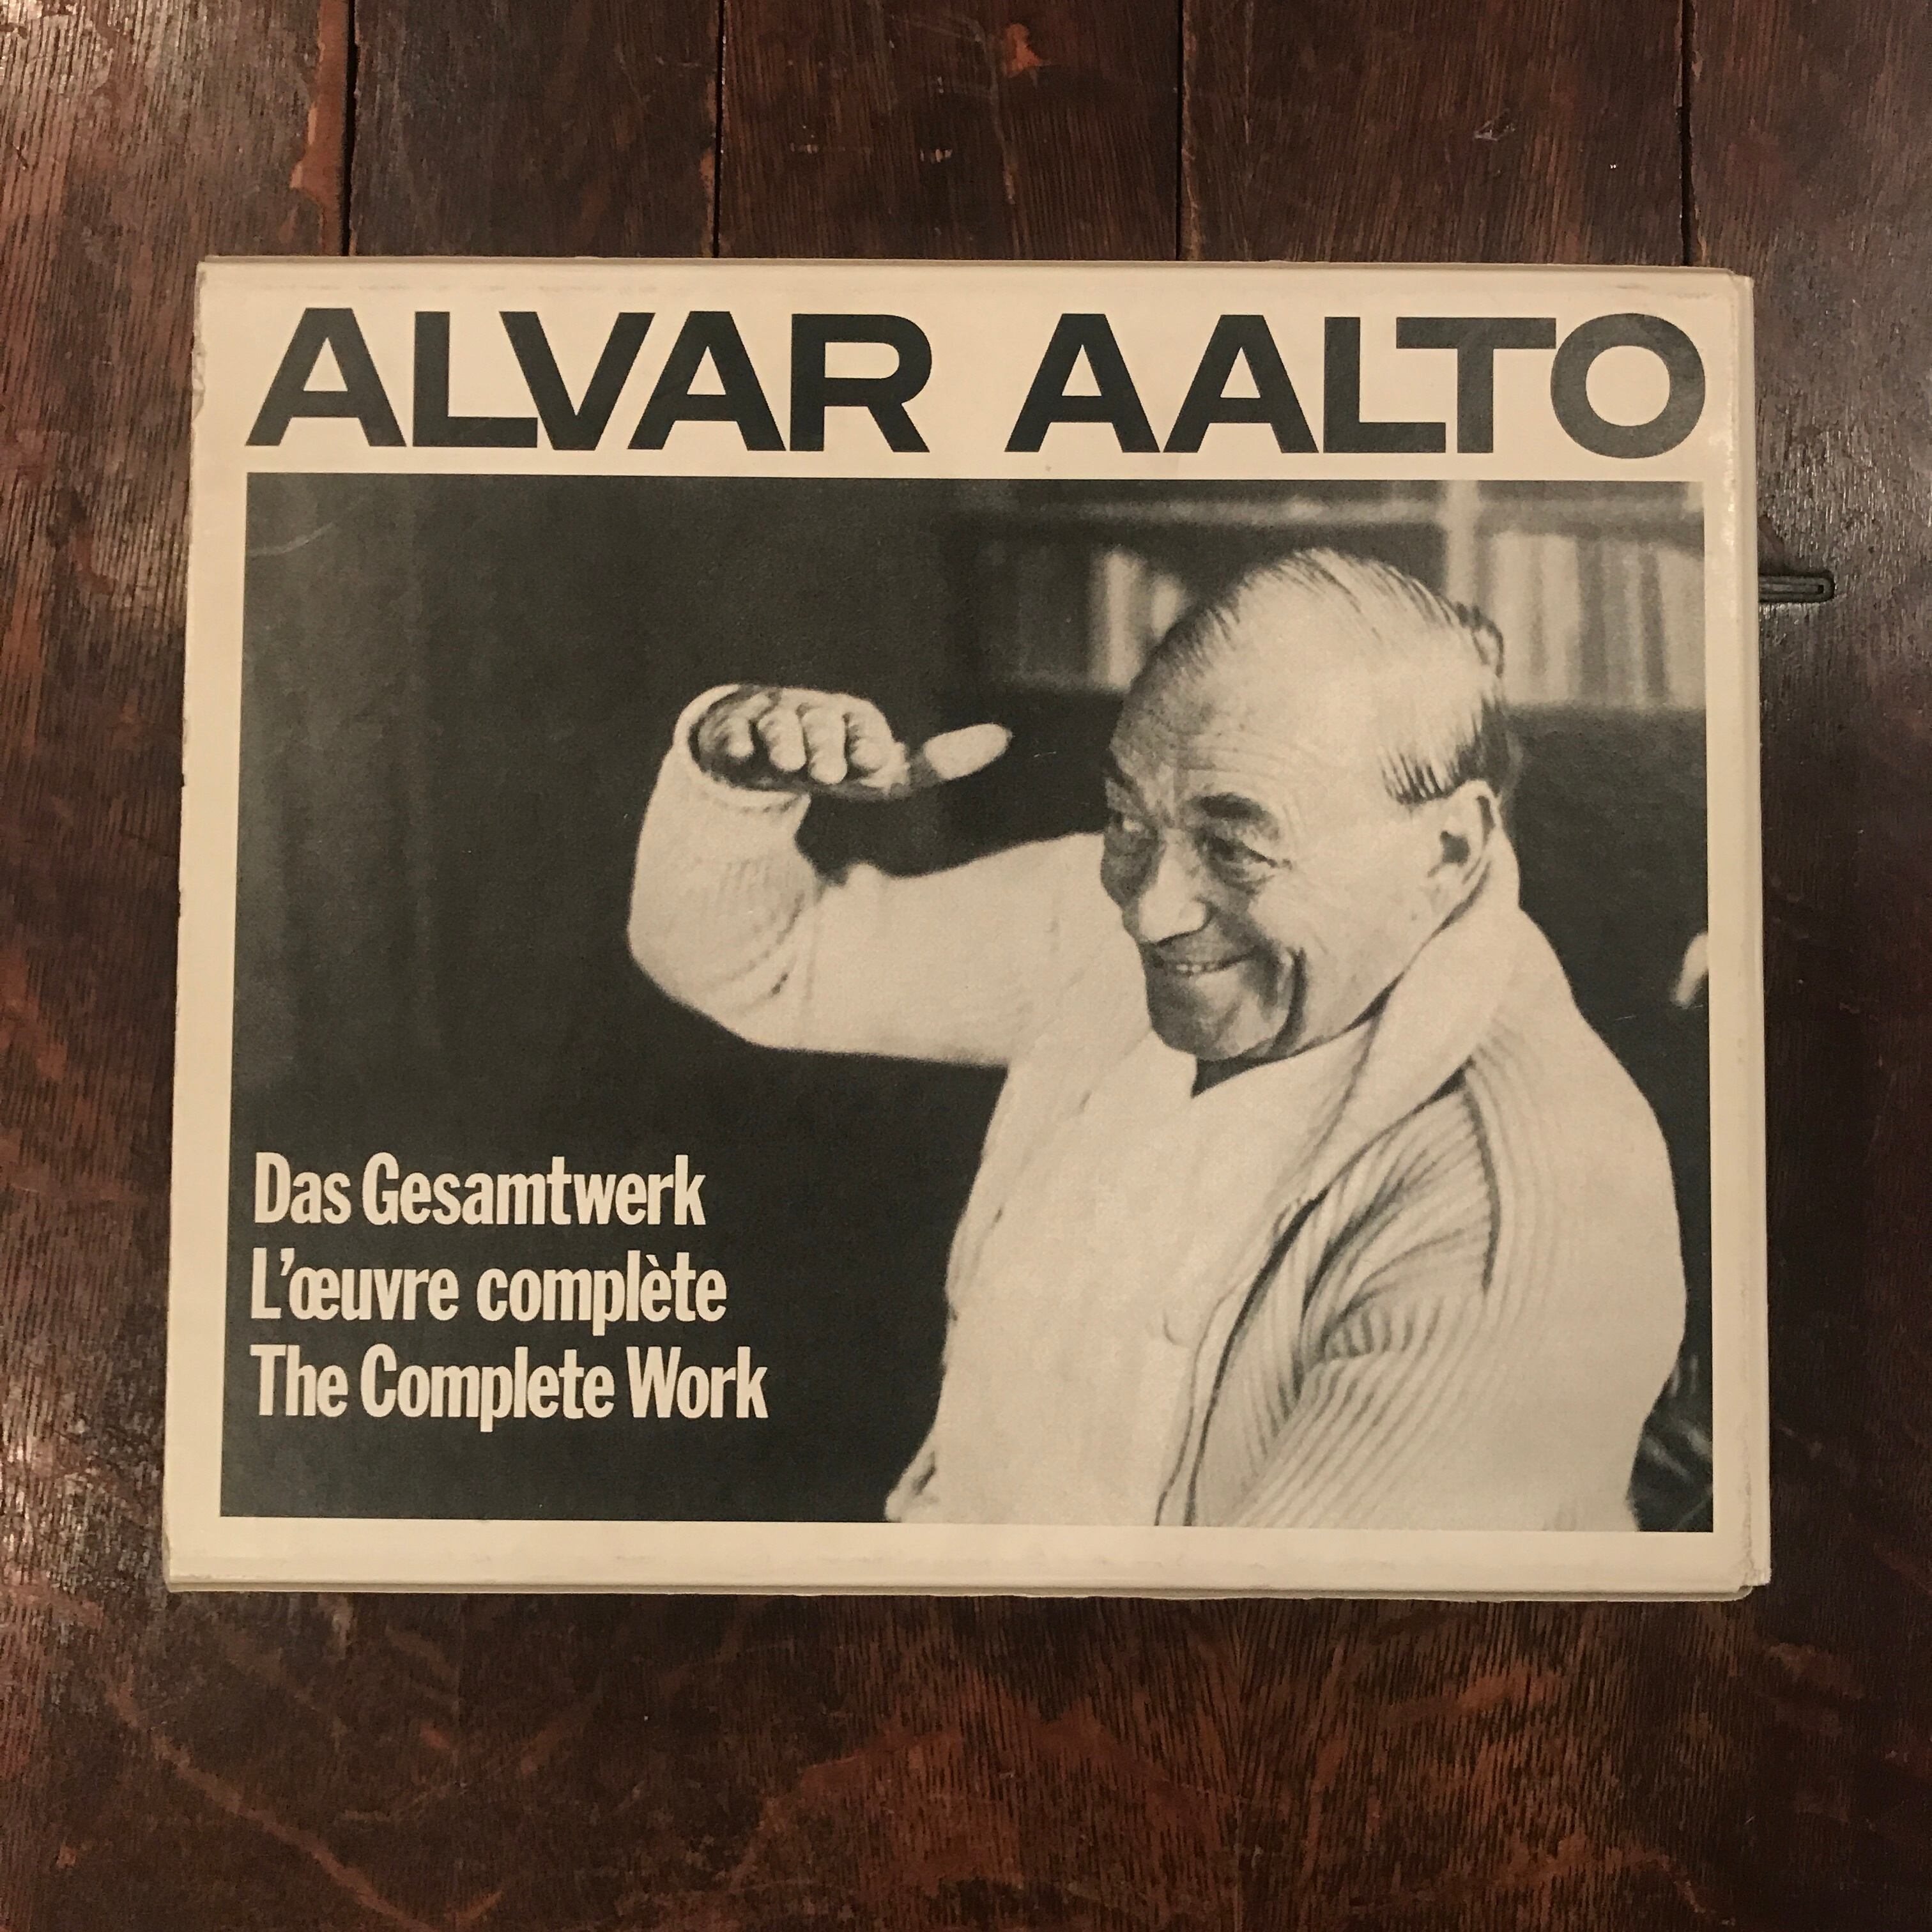 ALVAR AALTO
Das Gesamtwerk
L'œuvre complète
The Complete Work